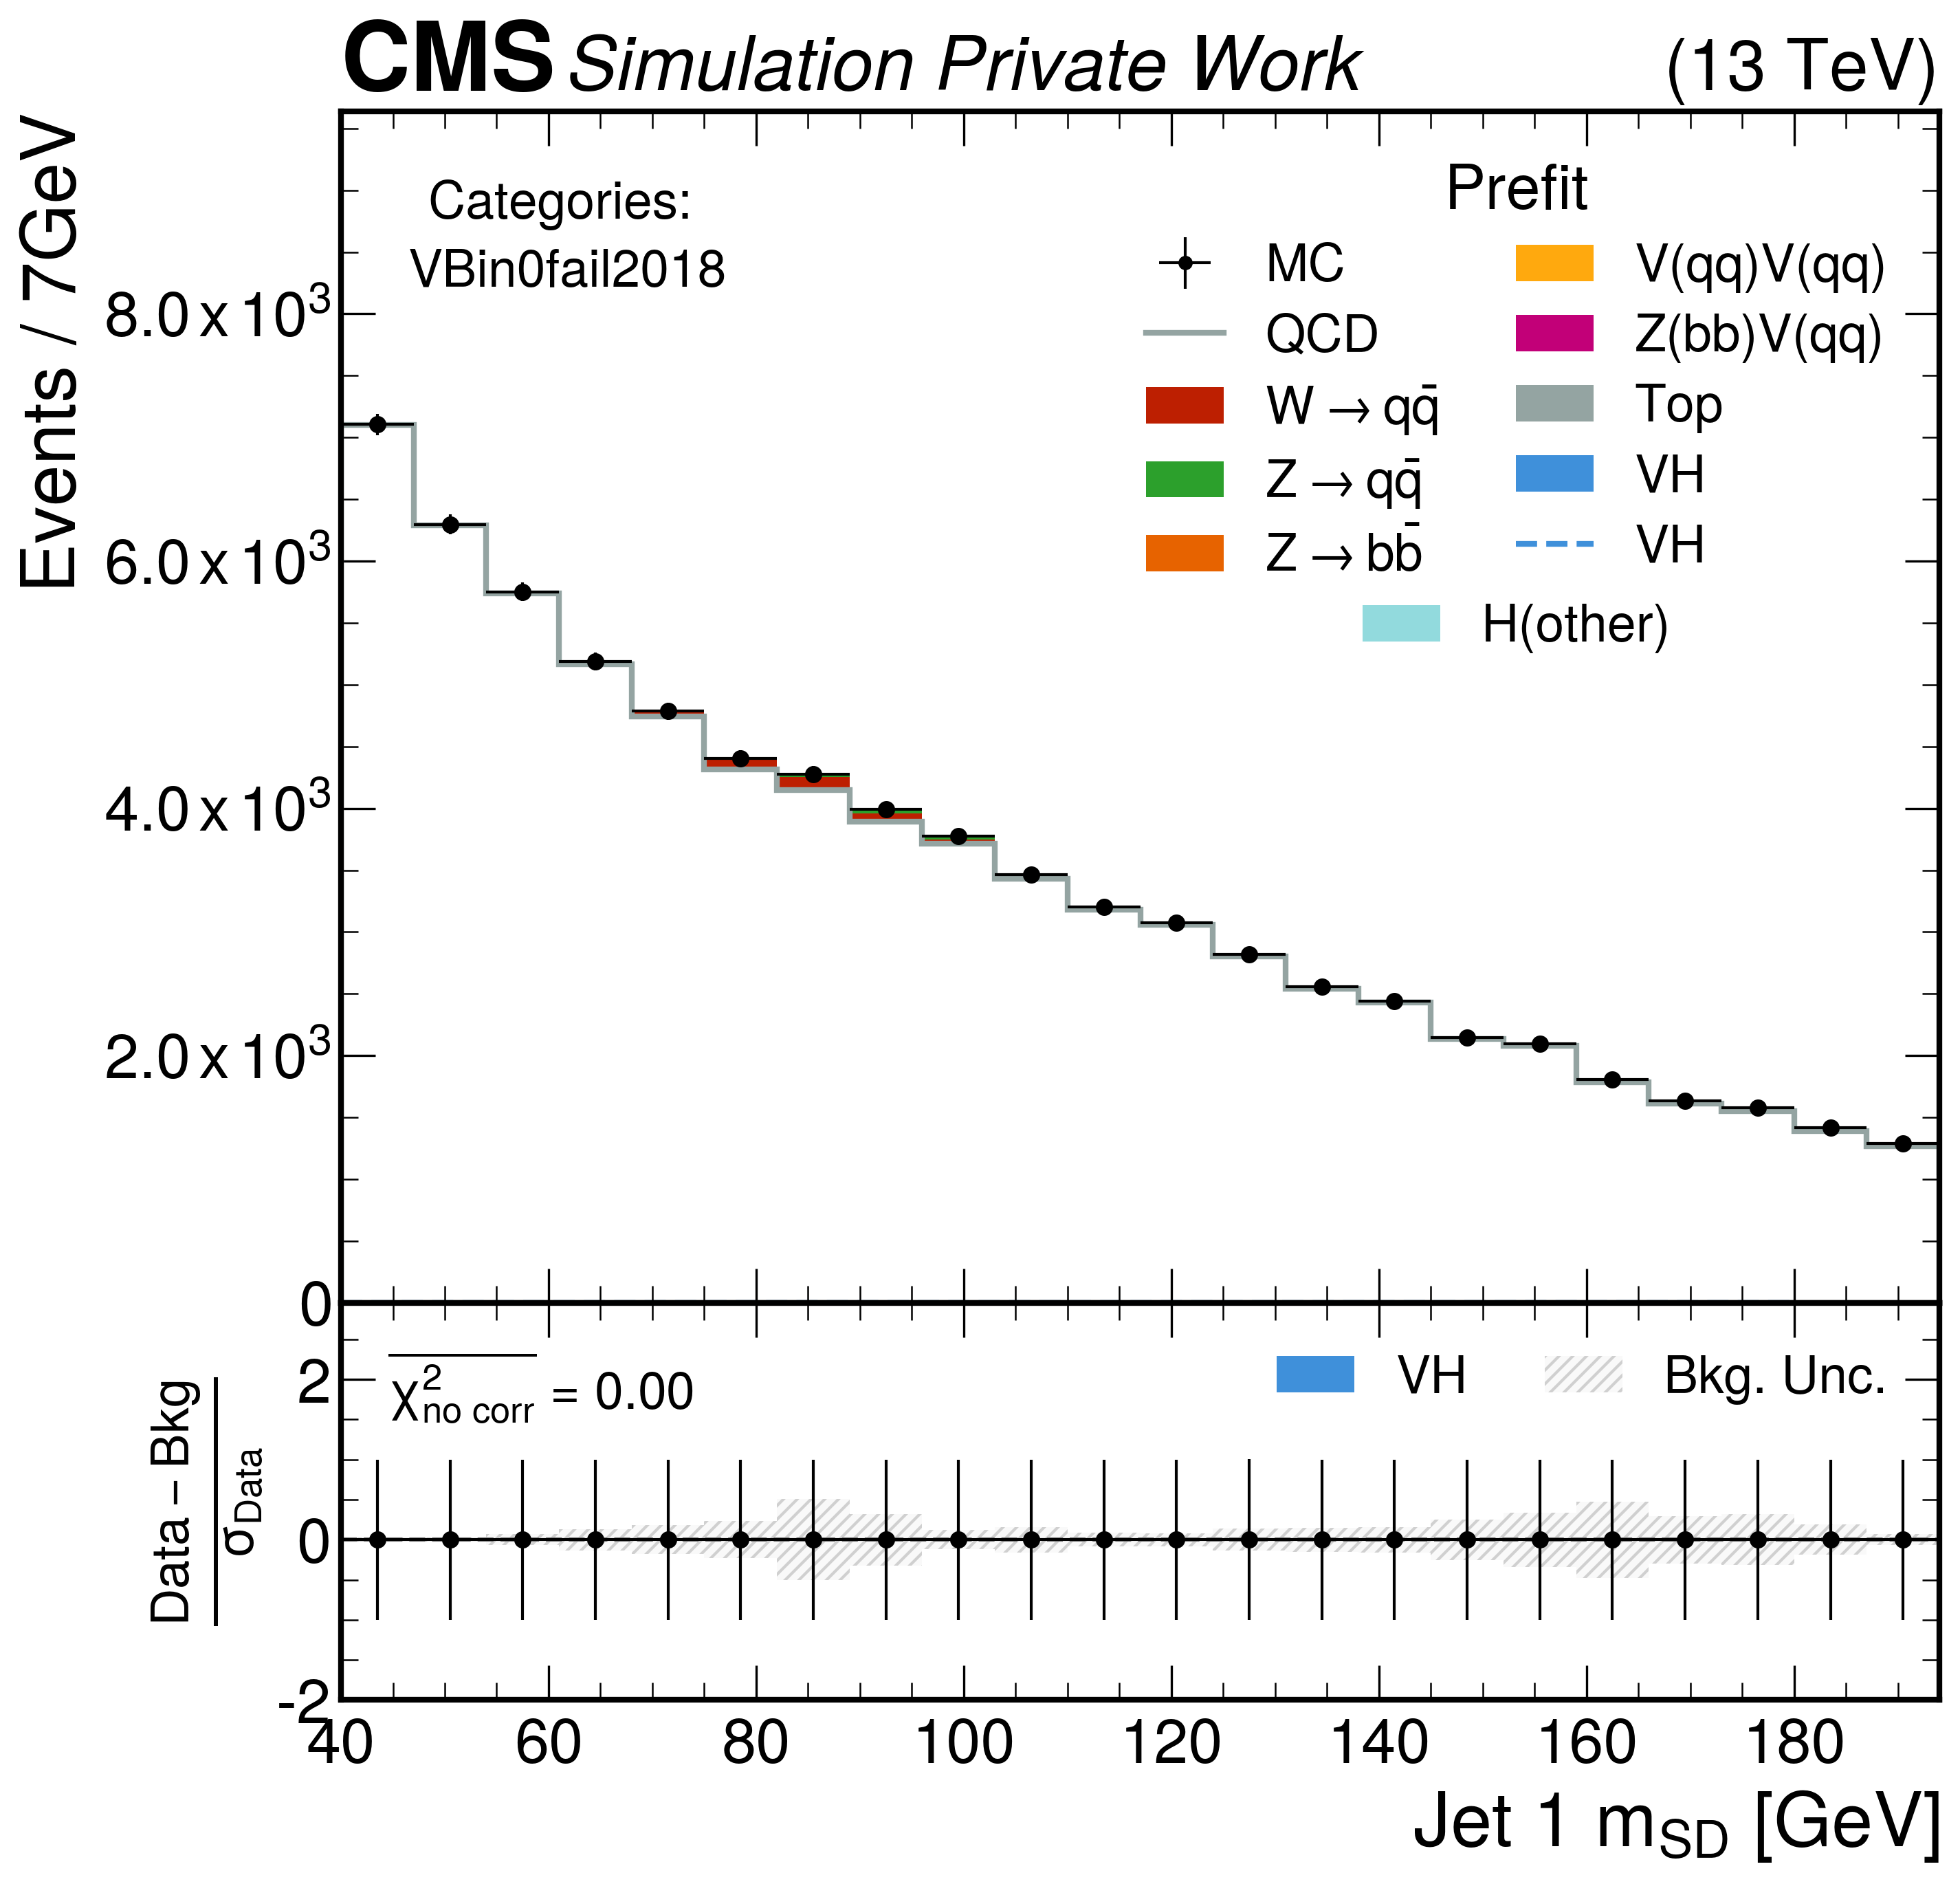 CMS Simulation Private Work (13 TeV)
Events / 7GeV
Categories:
VBin0fail2018
Prefit
MC
QCD
W → qq̄
Z → qq̄
Z → bb̄
V(qq)V(qq)
Z(bb)V(qq)
Top
VH
VH
H(other)
8.0 x 10³
6.0 x 10³
4.0 x 10³
2.0 x 10³
0
Data – Bkg
σ_Data
χ²_no corr = 0.00
VH
Bkg. Unc.
2
0
-2
40 60 80 100 120 140 160 180
Jet 1 m_SD [GeV]